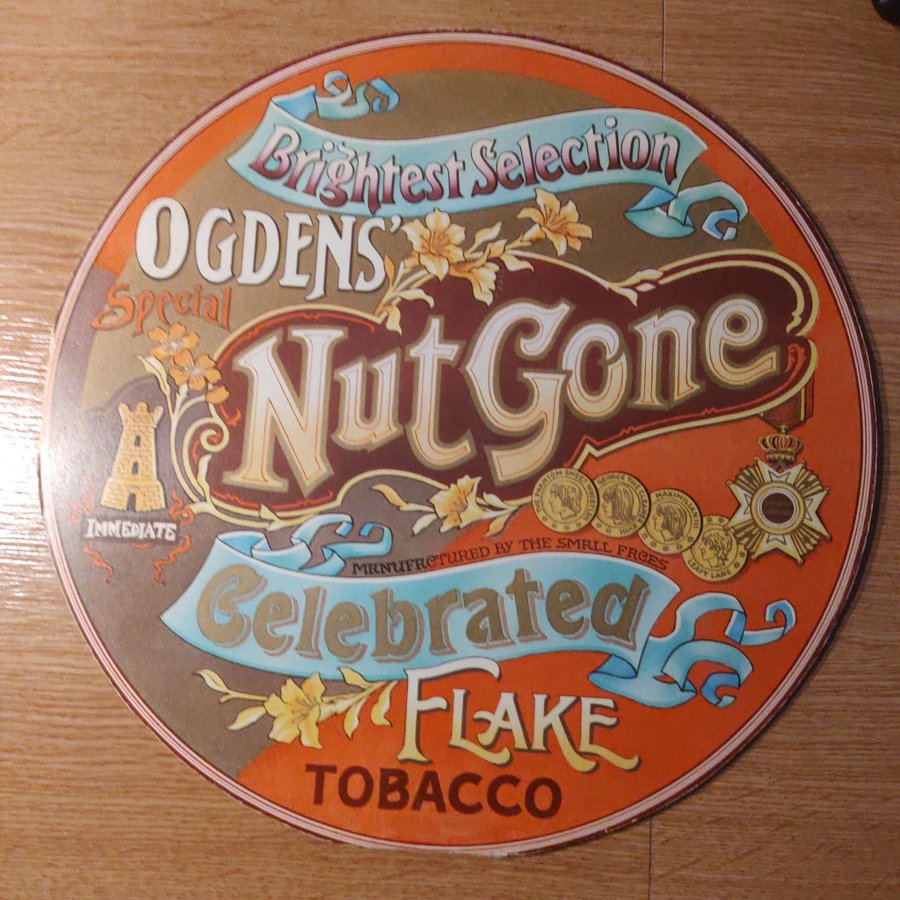 Brightest Selection
OGDENS'
Special
Nut Gone
IMMEDIATE
MANUFACTURED BY THE SMALL FACES
Celebrated
FLAKE
TOBACCO